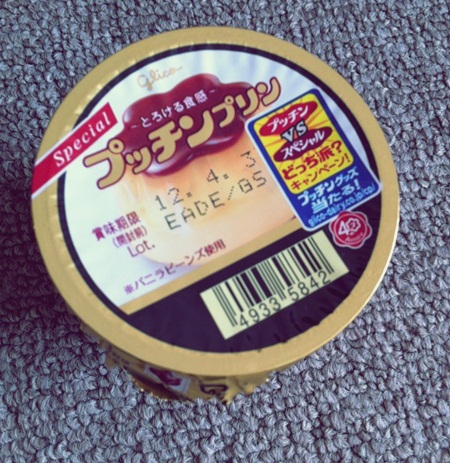 glico
Special
～とろける食感～
プッチンプリン
プッチン
VS
スペシャル
どっち派?
キャンペーン!
プッチングッズ
当たる!
glico-dairy.co.jp/cp/
12. 4. 3
EADE/GS
賞味期限
(開封前)
Lot.
※バニラビーンズ使用
4933 5842